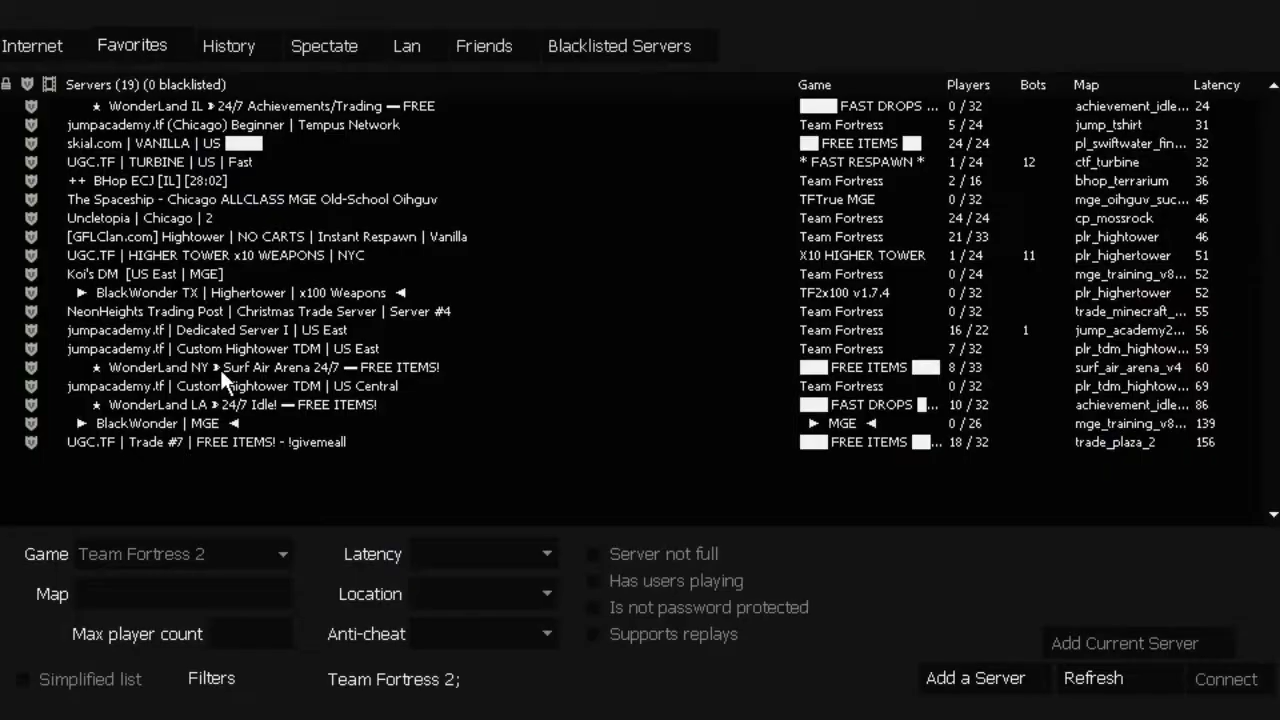 Internet Favorites History Spectate Lan Friends Blacklisted Servers
Servers (19) (0 blacklisted) Game Players Bots Map Latency
★ WonderLand IL » 24/7 Achievements/Trading — FREE FAST DROPS ... 0 / 32 achievement_idle... 24
jumpacademy.tf (Chicago) Beginner | Tempus Network Team Fortress 5 / 24 jump_tshirt 31
skial.com | VANILLA | US FREE ITEMS 24 / 24 pl_swiftwater_fin... 32
UGC.TF | TURBINE | US | Fast * FAST RESPAWN * 1 / 24 12 ctf_turbine 32
++ BHop ECJ [IL] [28:02] Team Fortress 2 / 16 bhop_terrarium 36
The Spaceship - Chicago ALLCLASS MGE Old-School Oihguv TFTrue MGE 0 / 32 mge_oihguv_suc... 45
Uncletopia | Chicago | 2 Team Fortress 24 / 24 cp_mossrock 46
[GFLClan.com] Hightower | NO CARTS | Instant Respawn | Vanilla Team Fortress 21 / 33 plr_hightower 46
UGC.TF | HIGHER TOWER x10 WEAPONS | NYC X10 HIGHER TOWER 1 / 24 11 plr_highertower 51
Koi's DM [US East | MGE] Team Fortress 0 / 24 mge_training_v8... 52
► BlackWonder TX | Highertower | x100 Weapons ◄ TF2x100 v1.7.4 0 / 32 plr_highertower 52
NeonHeights Trading Post | Christmas Trade Server | Server #4 Team Fortress 0 / 32 trade_minecraft_... 55
jumpacademy.tf | Dedicated Server I | US East Team Fortress 16 / 22 1 jump_academy2... 56
jumpacademy.tf | Custom Hightower TDM | US East Team Fortress 7 / 32 plr_tdm_hightow... 59
★ WonderLand NY » Surf Air Arena 24/7 — FREE ITEMS! FREE ITEMS 8 / 33 surf_air_arena_v4 60
jumpacademy.tf | Custom Hightower TDM | US Central Team Fortress 0 / 32 plr_tdm_hightow... 69
★ WonderLand LA » 24/7 Idle! — FREE ITEMS! FAST DROPS ... 10 / 32 achievement_idle... 86
► BlackWonder | MGE ◄ ► MGE ◄ 0 / 26 mge_training_v8... 139
UGC.TF | Trade #7 | FREE ITEMS! - !givemeall FREE ITEMS ... 18 / 32 trade_plaza_2 156
Game Team Fortress 2 Latency Server not full
Has users playing
Map Location Is not password protected
Max player count Anti-cheat Supports replays
Add Current Server
Simplified list Filters Team Fortress 2; Add a Server Refresh Connect